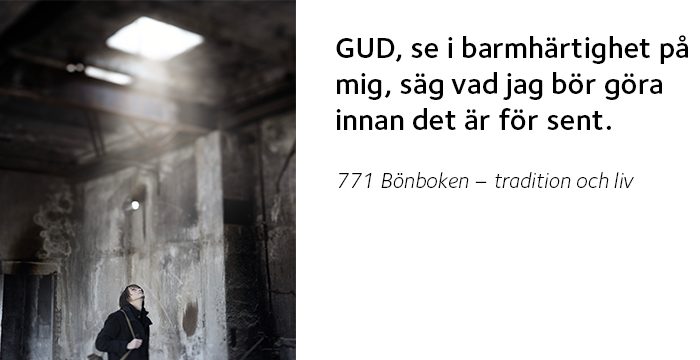 GUD, se i barmhärtighet på
mig, säg vad jag bör göra
innan det är för sent.
771 Bönboken – tradition och liv